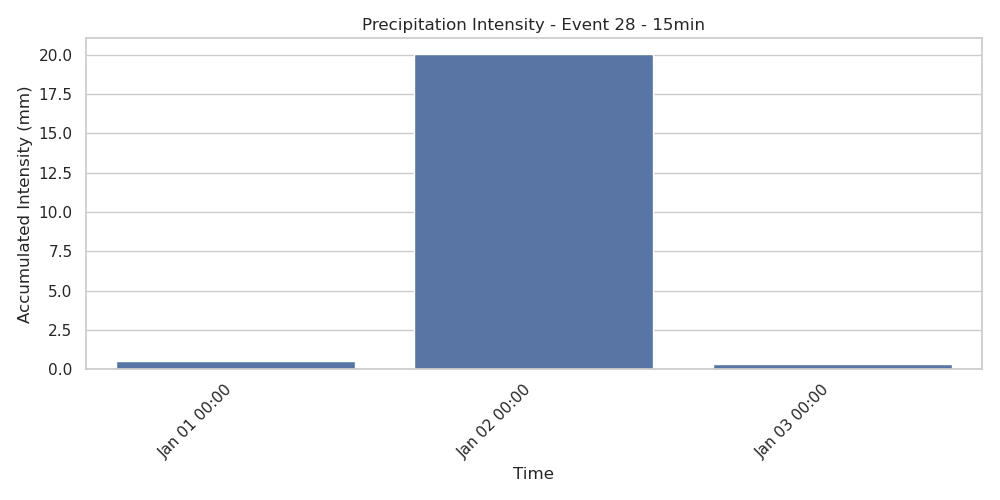 Precipitation Intensity - Event 28 - 15min
Accumulated Intensity (mm)
20.0
17.5
15.0
12.5
10.0
7.5
5.0
2.5
0.0
Jan 01 00:00
Jan 02 00:00
Jan 03 00:00
Time